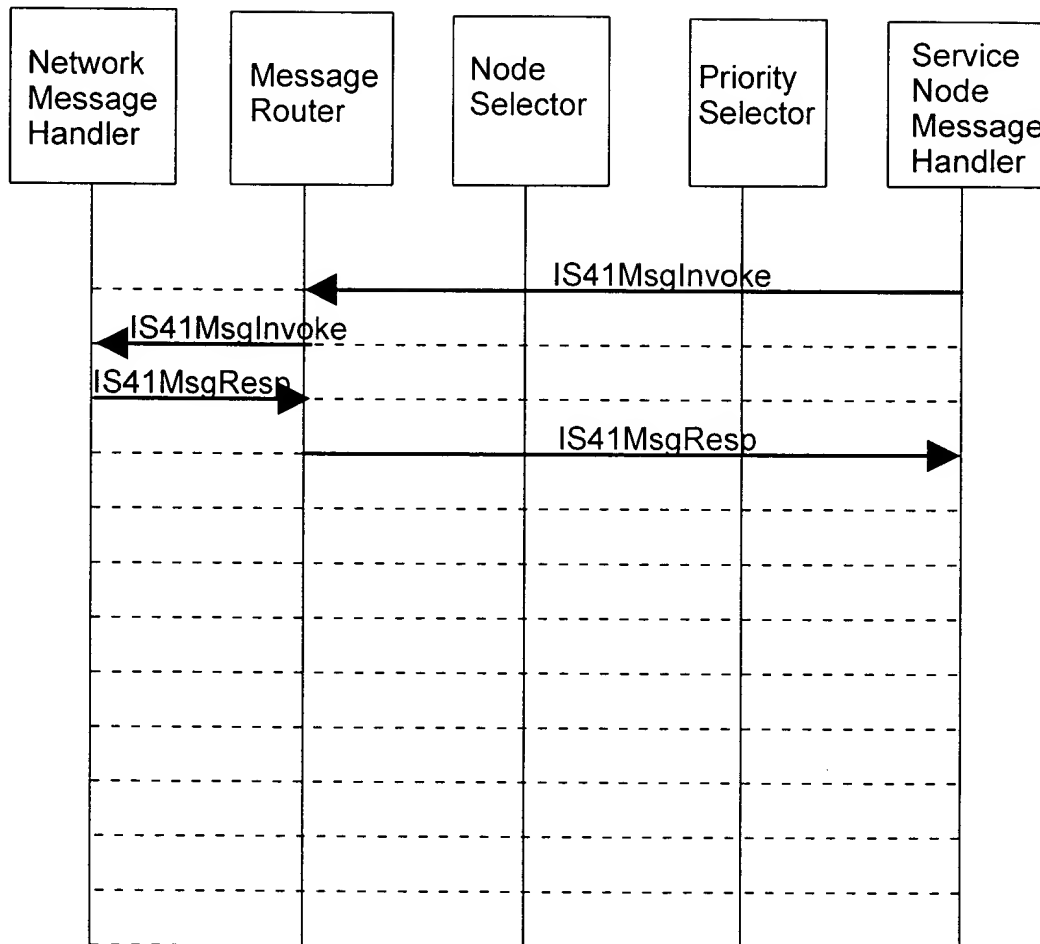 Network
Message
Handler
Message
Router
Node
Selector
Priority
Selector
Service
Node
Message
Handler
IS41MsgInvoke
IS41MsgInvoke
IS41MsgResp
IS41MsgResp